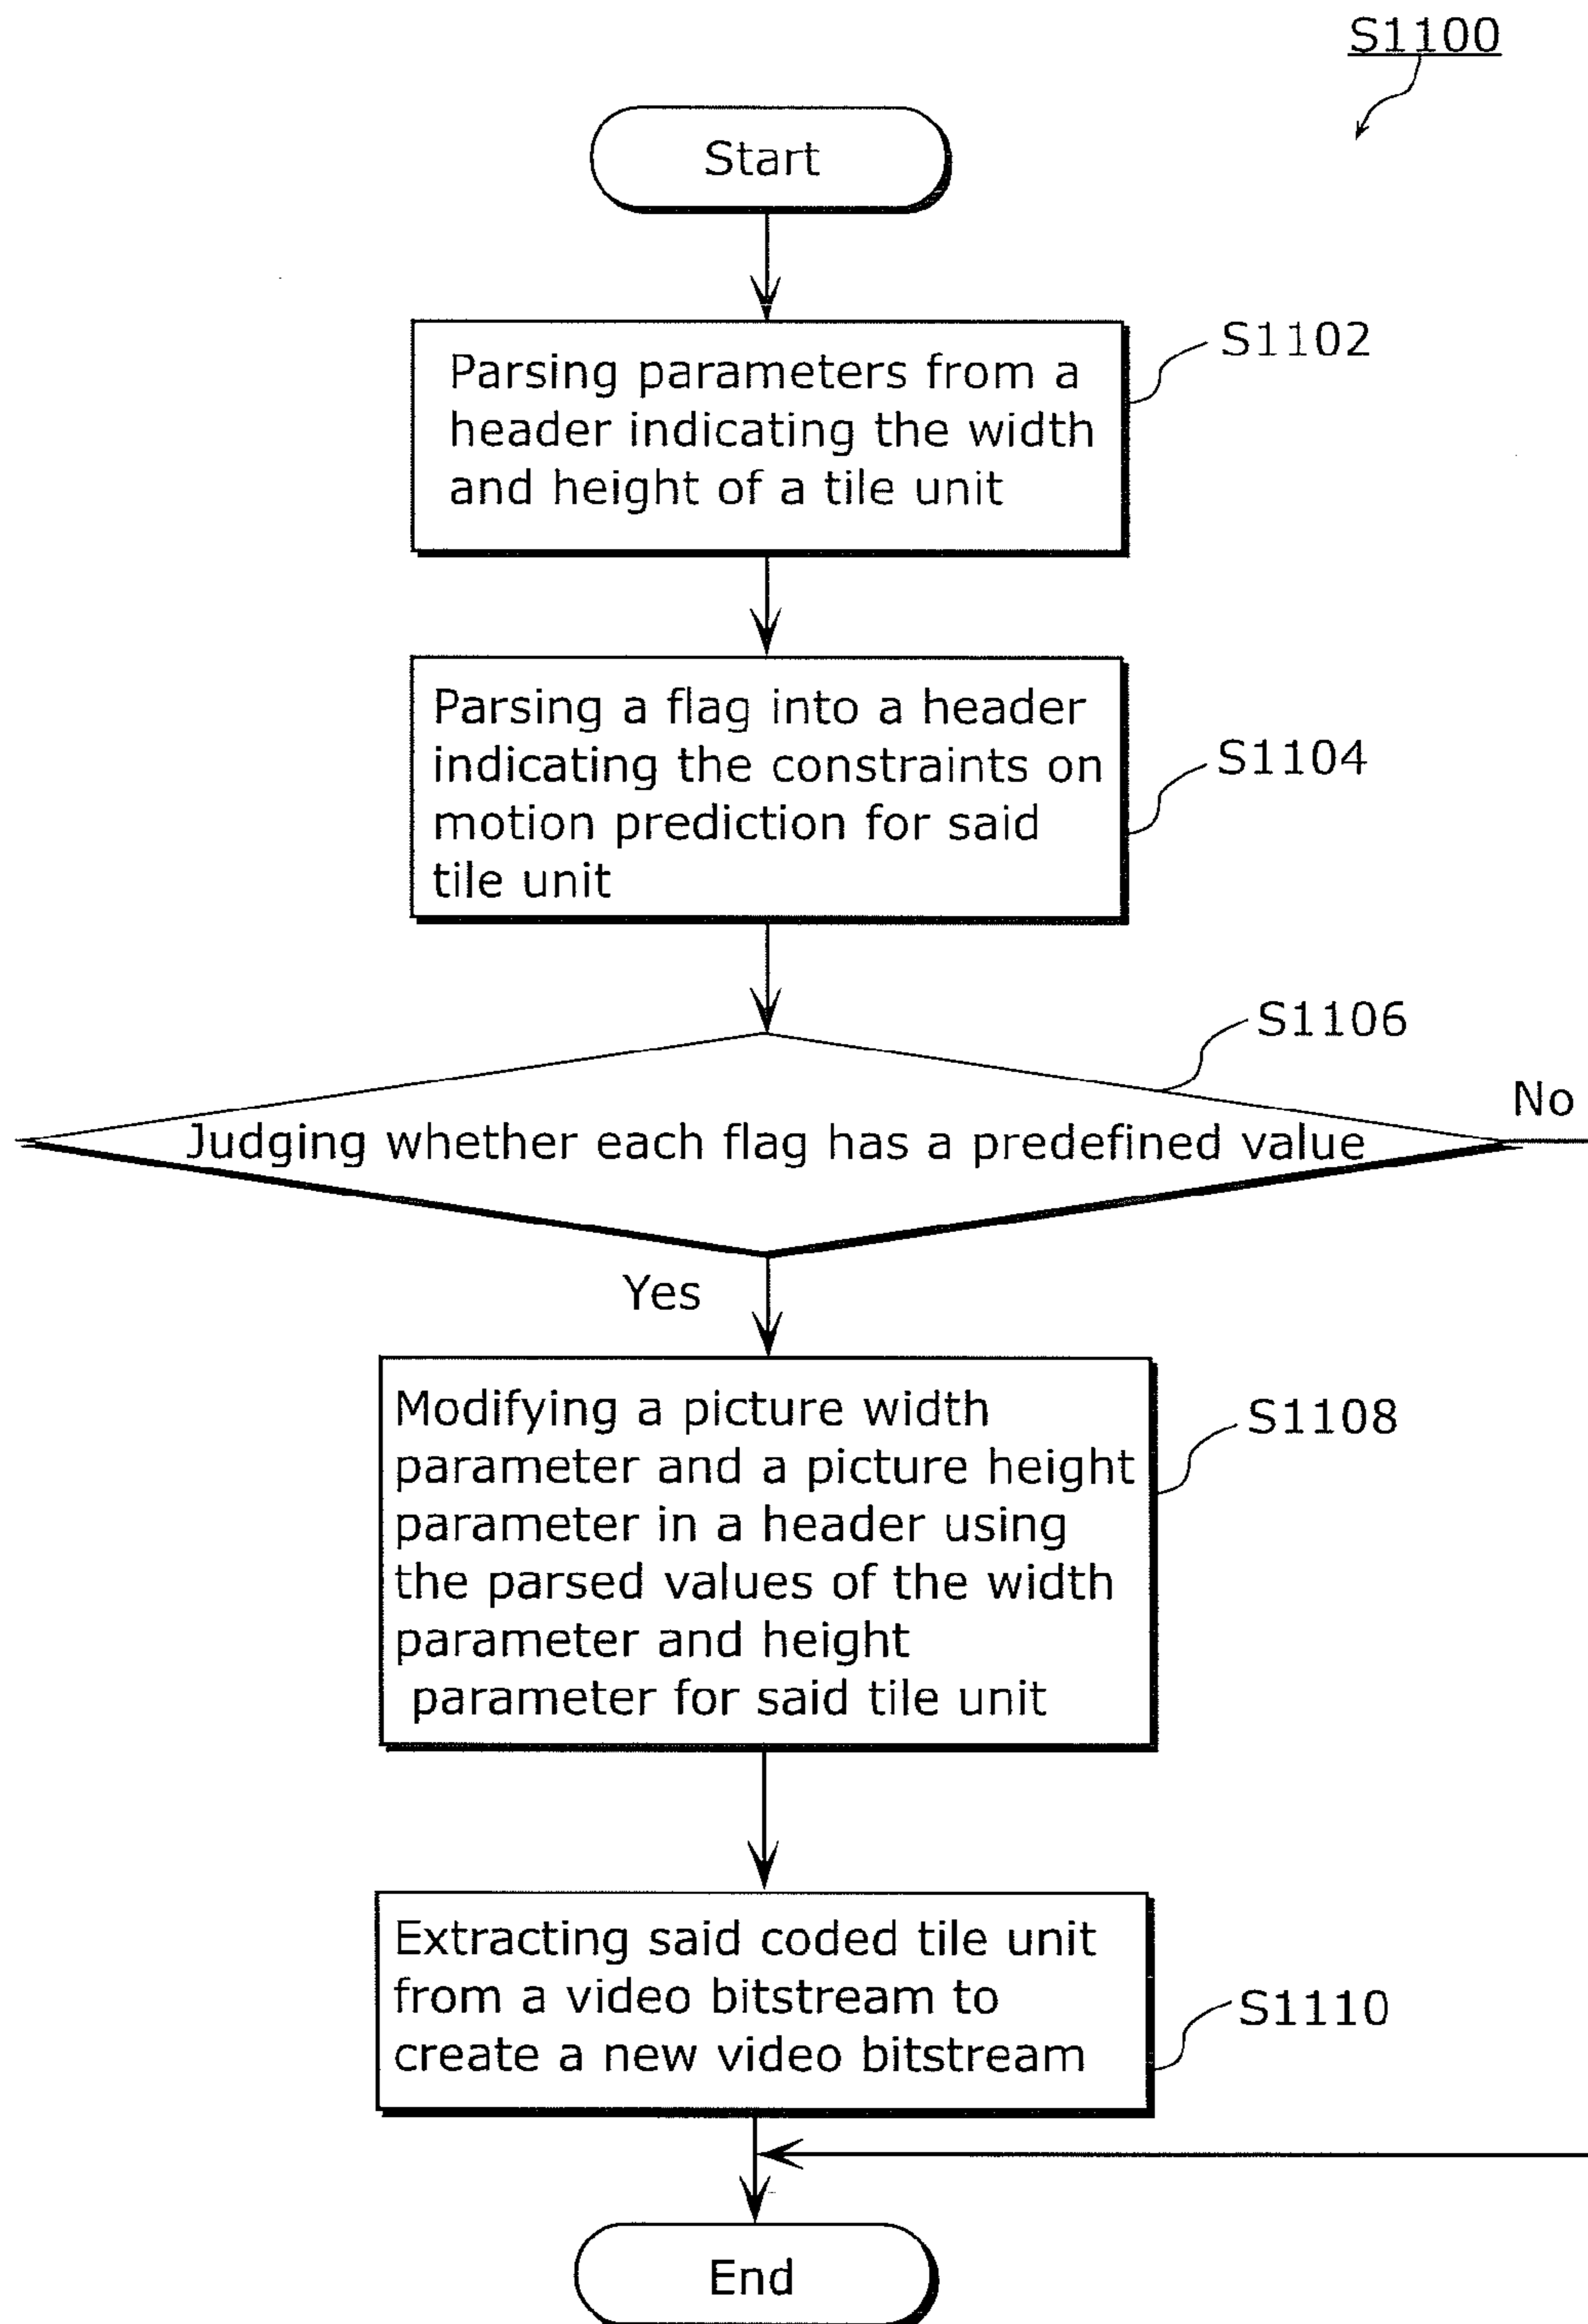 S1100
Start
Parsing parameters from a
header indicating the width
and height of a tile unit
S1102
Parsing a flag into a header
indicating the constraints on
motion prediction for said
tile unit
S1104
S1106
No
Judging whether each flag has a predefined value
Yes
Modifying a picture width
parameter and a picture height
parameter in a header using
the parsed values of the width
parameter and height
parameter for said tile unit
S1108
Extracting said coded tile unit
from a video bitstream to
create a new video bitstream
S1110
End